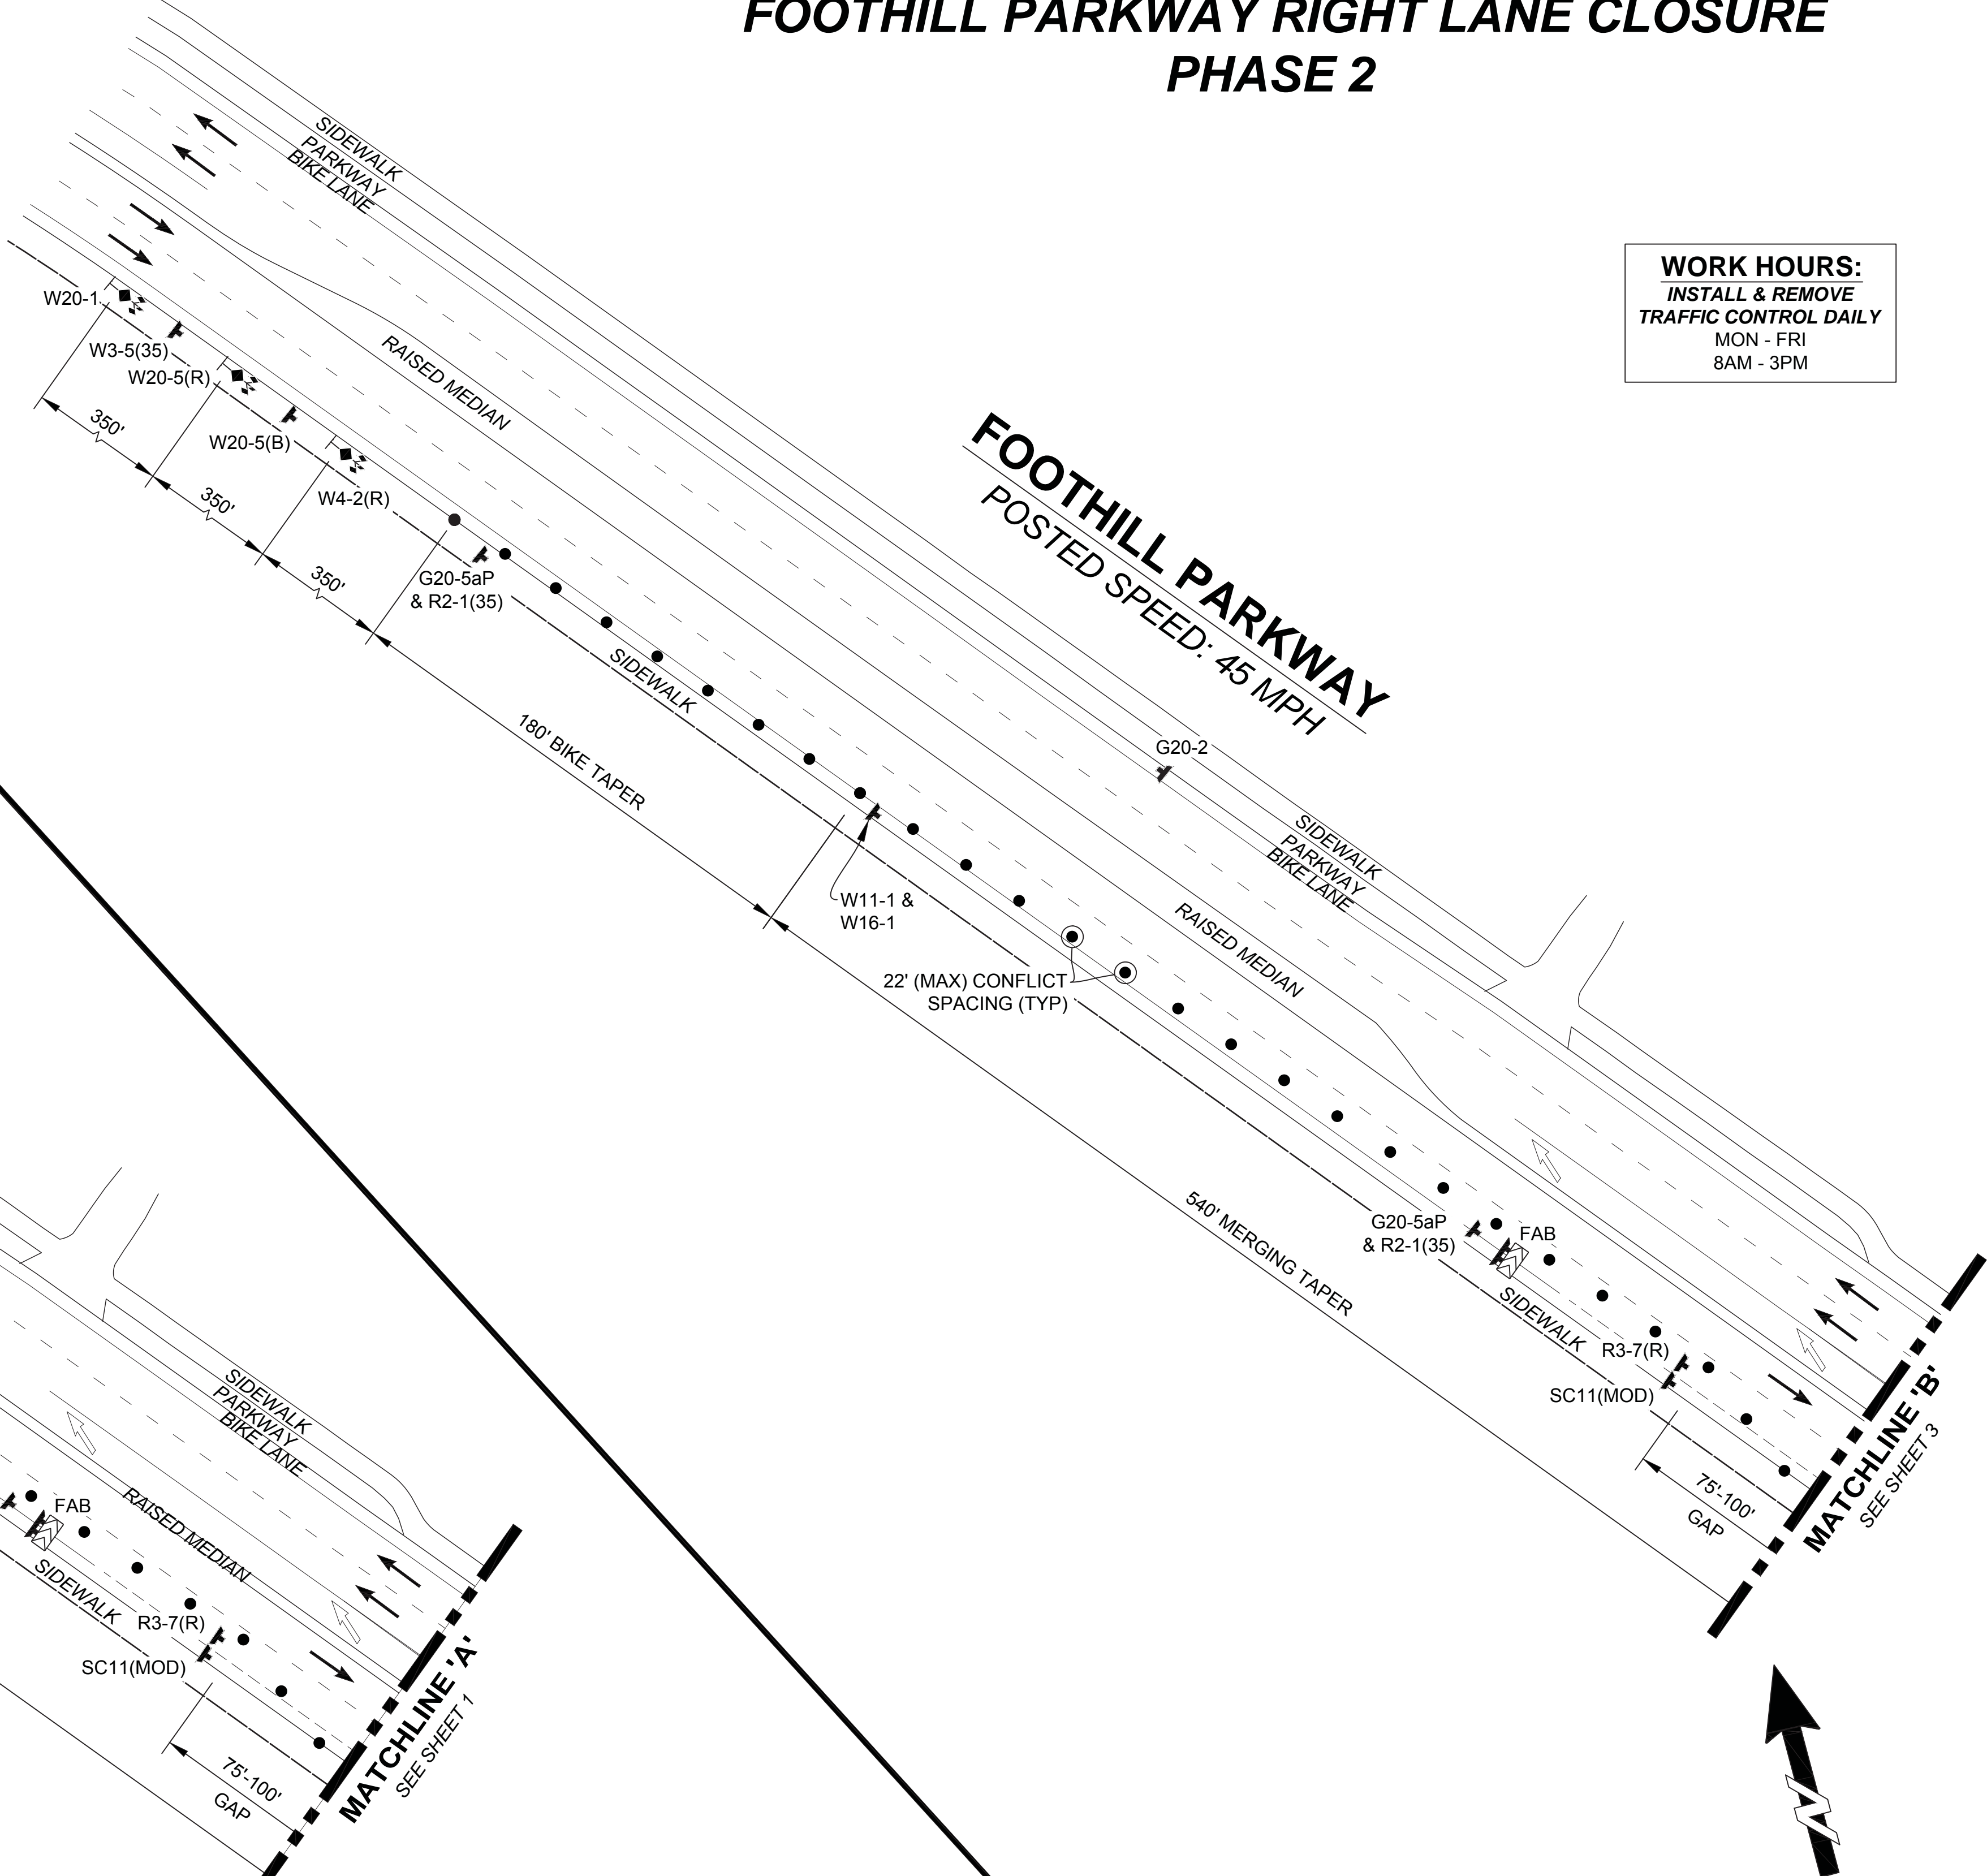 FOOTHILL PARKWAY RIGHT LANE CLOSURE
PHASE 2
WORK HOURS:
INSTALL & REMOVE
TRAFFIC CONTROL DAILY
MON - FRI
8AM - 3PM
SIDEWALK
PARKWAY
BIKE LANE
W20-1
W3-5(35)
W20-5(R)
W20-5(B)
W4-2(R)
350'
350'
350'
RAISED MEDIAN
G20-5aP
& R2-1(35)
SIDEWALK
180' BIKE TAPER
FOOTHILL PARKWAY
POSTED SPEED: 45 MPH
G20-2
W11-1 &
W16-1
22' (MAX) CONFLICT
SPACING (TYP)
SIDEWALK
PARKWAY
BIKE LANE
RAISED MEDIAN
540' MERGING TAPER
G20-5aP
& R2-1(35)
FAB
SIDEWALK
R3-7(R)
SC11(MOD)
75'-100'
GAP
MATCHLINE 'B'
SEE SHEET 3
SIDEWALK
PARKWAY
BIKE LANE
RAISED MEDIAN
FAB
SIDEWALK
R3-7(R)
SC11(MOD)
75'-100'
GAP
MATCHLINE 'A'
SEE SHEET 1
N